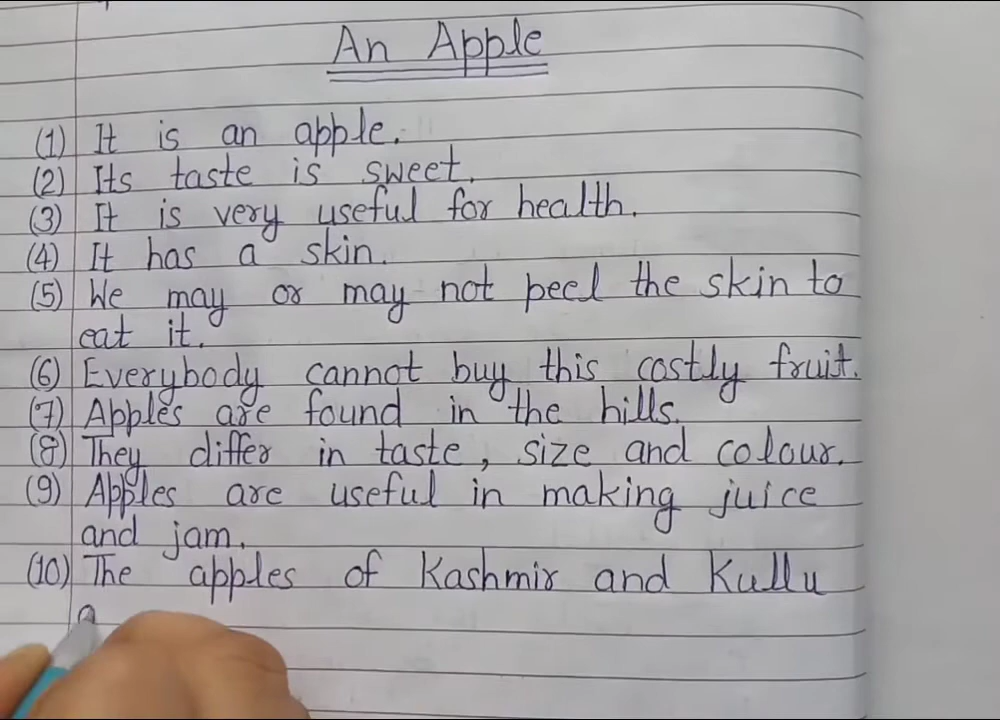 An Apple
(1) It is an apple.
(2) Its taste is sweet.
(3) It is very useful for health.
(4) It has a skin.
(5) We may or may not peel the skin to
eat it.
(6) Everybody cannot buy this costly fruit.
(7) Apples are found in the hills.
(8) They differ in taste, size and colour.
(9) Apples are useful in making juice
and jam.
(10) The apples of Kashmir and Kullu